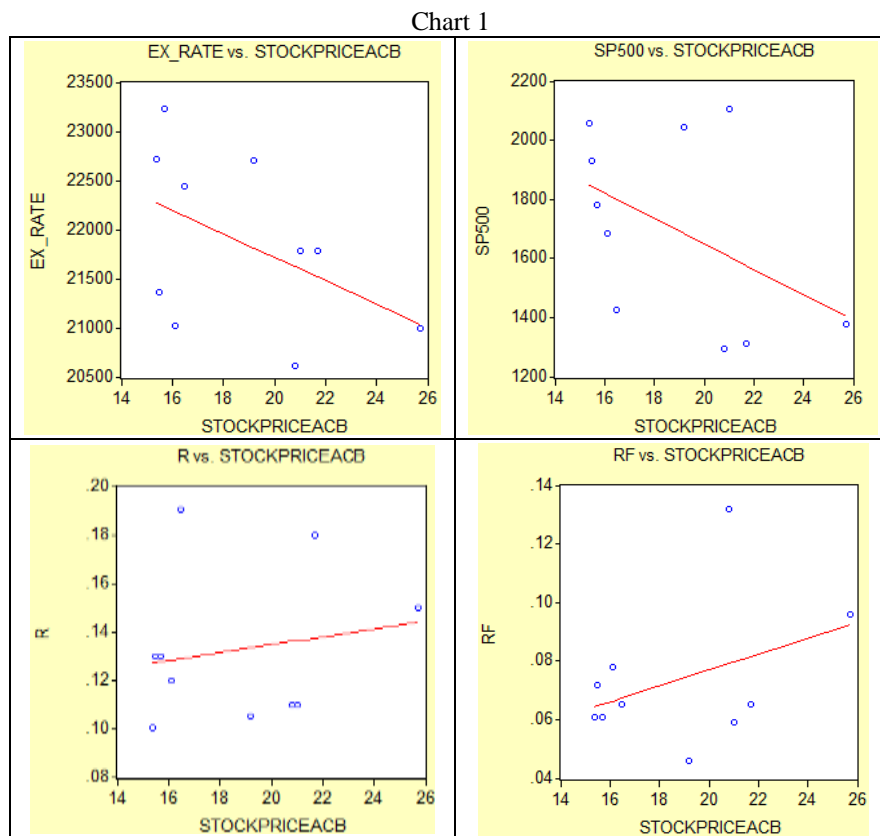 Chart 1
EX_RATE vs. STOCKPRICEACB
23500
23000
22500
22000
21500
21000
20500
EX_RATE
14 16 18 20 22 24 26
STOCKPRICEACB
SP500 vs. STOCKPRICEACB
2200
2000
1800
1600
1400
1200
SP500
14 16 18 20 22 24 26
STOCKPRICEACB
R vs. STOCKPRICEACB
.20
.18
.16
.14
.12
.10
.08
R
14 16 18 20 22 24 26
STOCKPRICEACB
RF vs. STOCKPRICEACB
.14
.12
.10
.08
.06
.04
RF
14 16 18 20 22 24 26
STOCKPRICEACB